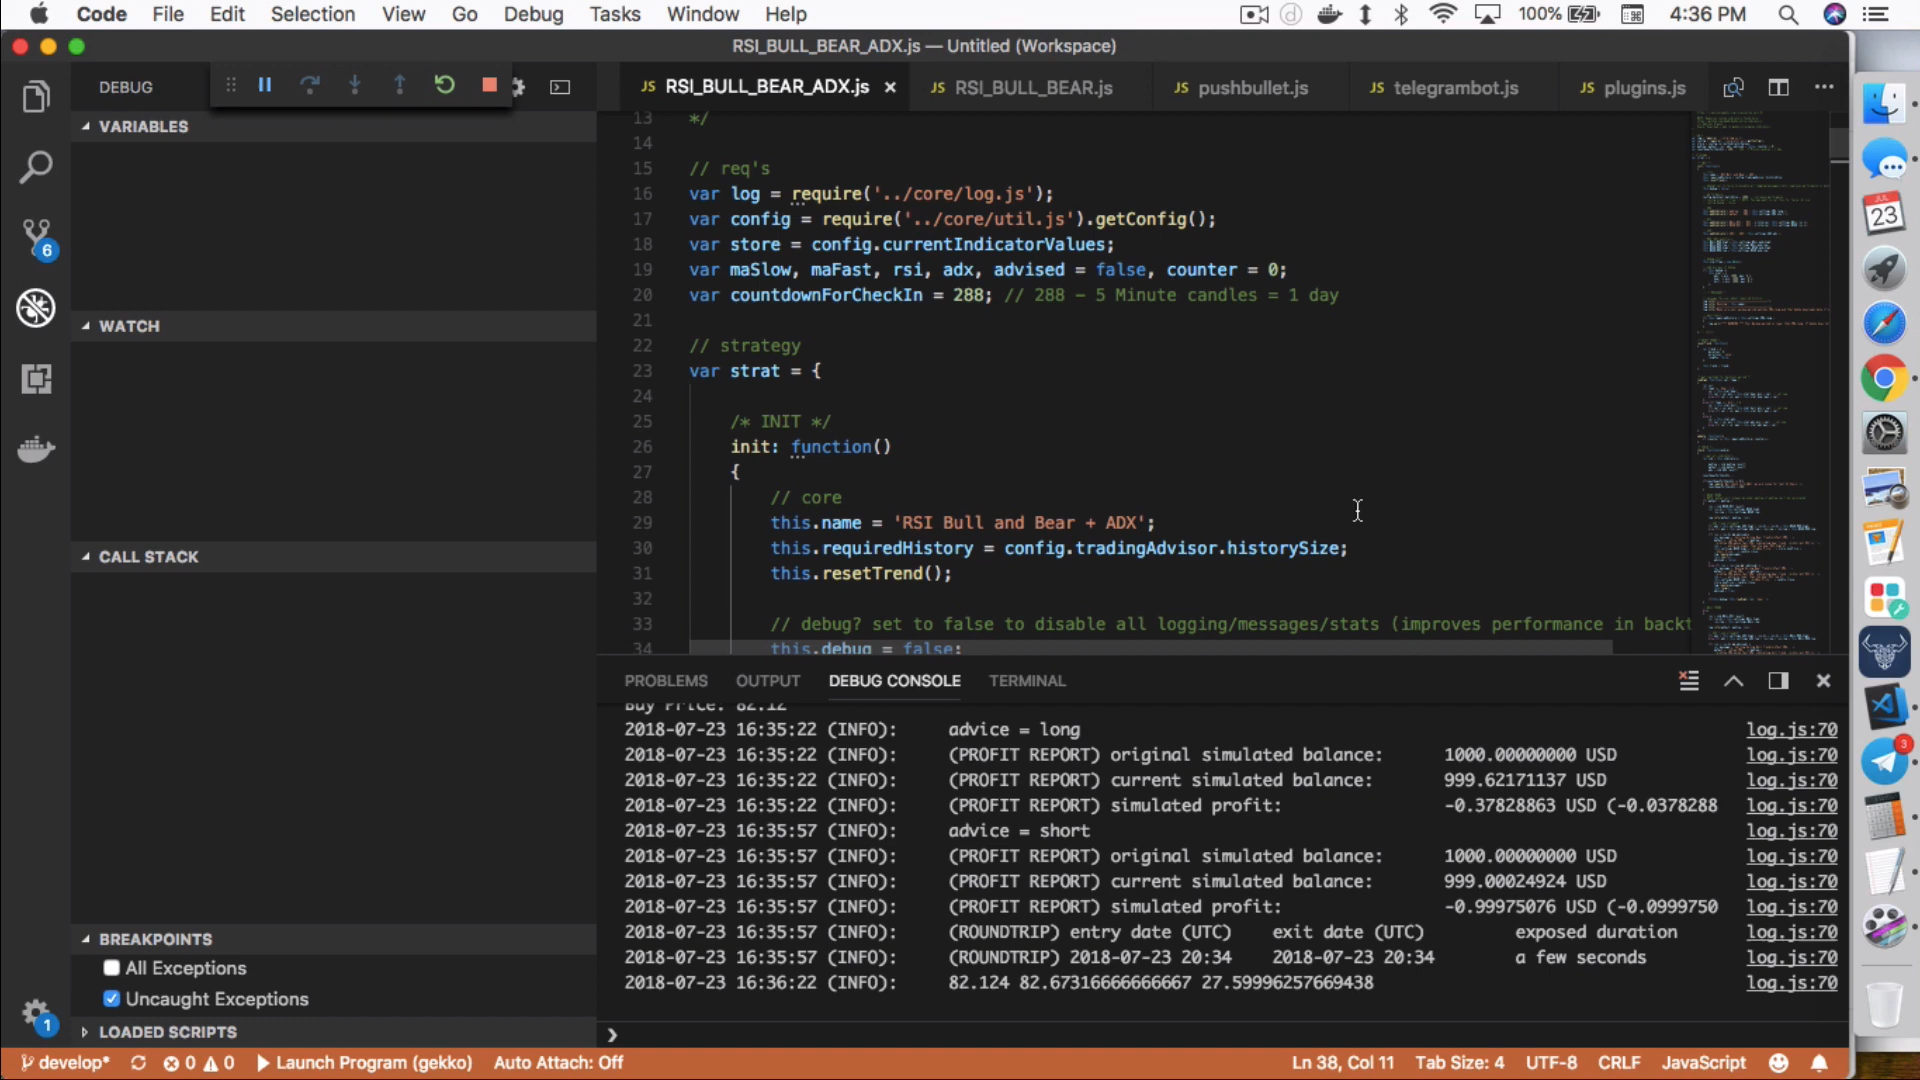 Code File Edit Selection View Go Debug Tasks Window Help 100% 4:36 PM
RSI_BULL_BEAR_ADX.js — Untitled (Workspace)
DEBUG
JS RSI_BULL_BEAR_ADX.js JS RSI_BULL_BEAR.js JS pushbullet.js JS telegrambot.js JS plugins.js
VARIABLES
WATCH
CALL STACK
BREAKPOINTS
All Exceptions
Uncaught Exceptions
LOADED SCRIPTS
6
1
13 */
14
15 // req's
16 var log = require('../core/log.js');
17 var config = require('../core/util.js').getConfig();
18 var store = config.currentIndicatorValues;
19 var maSlow, maFast, rsi, adx, advised = false, counter = 0;
20 var countdownForCheckIn = 288; // 288 - 5 Minute candles = 1 day
21
22 // strategy
23 var strat = {
24
25 /* INIT */
26 init: function()
27 {
28 // core
29 this.name = 'RSI Bull and Bear + ADX';
30 this.requiredHistory = config.tradingAdvisor.historySize;
31 this.resetTrend();
32
33 // debug? set to false to disable all logging/messages/stats (improves performance in backt
34 this.debug = false;
PROBLEMS OUTPUT DEBUG CONSOLE TERMINAL
Buy Price: 82.12
2018-07-23 16:35:22 (INFO): advice = long log.js:70
2018-07-23 16:35:22 (INFO): (PROFIT REPORT) original simulated balance: 1000.00000000 USD log.js:70
2018-07-23 16:35:22 (INFO): (PROFIT REPORT) current simulated balance: 999.62171137 USD log.js:70
2018-07-23 16:35:22 (INFO): (PROFIT REPORT) simulated profit: -0.37828863 USD (-0.0378288 log.js:70
2018-07-23 16:35:57 (INFO): advice = short log.js:70
2018-07-23 16:35:57 (INFO): (PROFIT REPORT) original simulated balance: 1000.00000000 USD log.js:70
2018-07-23 16:35:57 (INFO): (PROFIT REPORT) current simulated balance: 999.00024924 USD log.js:70
2018-07-23 16:35:57 (INFO): (PROFIT REPORT) simulated profit: -0.99975076 USD (-0.0999750 log.js:70
2018-07-23 16:35:57 (INFO): (ROUNDTRIP) entry date (UTC) exit date (UTC) exposed duration log.js:70
2018-07-23 16:35:57 (INFO): (ROUNDTRIP) 2018-07-23 20:34 2018-07-23 20:34 a few seconds log.js:70
2018-07-23 16:36:22 (INFO): 82.124 82.67316666666667 27.59996257669438 log.js:70
JUL
23
3
develop* 0 0 Launch Program (gekko) Auto Attach: Off Ln 38, Col 11 Tab Size: 4 UTF-8 CRLF JavaScript